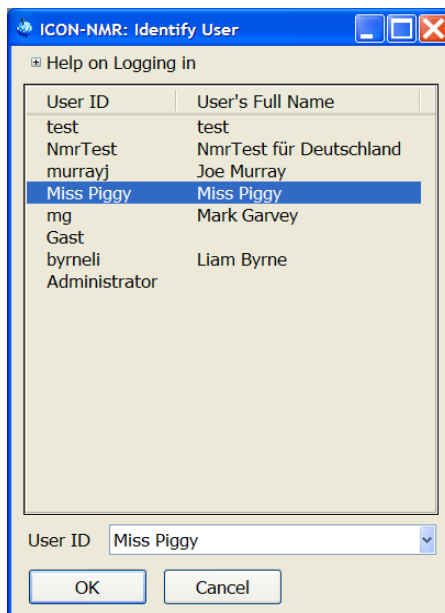 ICON-NMR: Identify User
Help on Logging in
User ID User's Full Name
test test
NmrTest NmrTest für Deutschland
murrayj Joe Murray
Miss Piggy Miss Piggy
mg Mark Garvey
Gast
byrneli Liam Byrne
Administrator
User ID Miss Piggy
OK Cancel